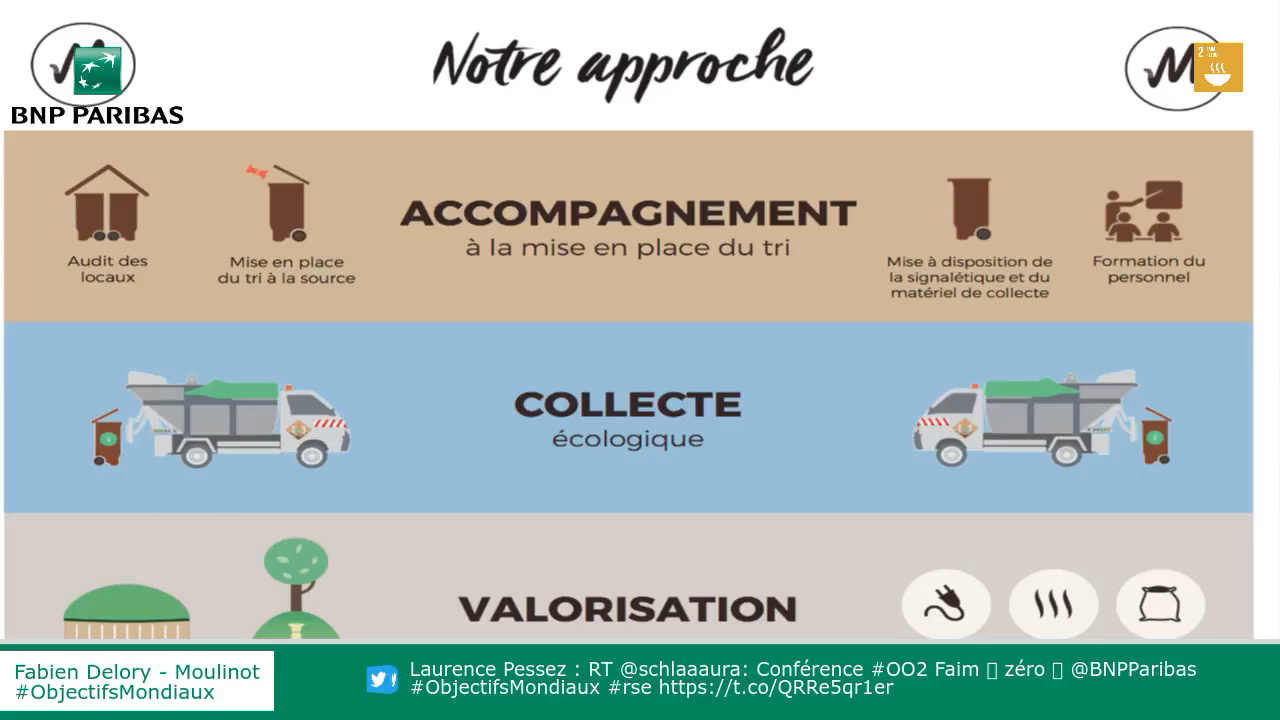 Notre approche
M
M
2
BNP PARIBAS
ACCOMPAGNEMENT
à la mise en place du tri
Audit des
locaux
Mise en place
du tri à la source
Mise à disposition de
la signalétique et du
matériel de collecte
Formation du
personnel
COLLECTE
écologique
VALORISATION
Fabien Delory - Moulinot
#ObjectifsMondiaux
Laurence Pessez : RT @schlaaaura: Conférence #OO2 Faim ▯ zéro ▯ @BNPParibas
#ObjectifsMondiaux #rse https://t.co/QRRe5qr1er